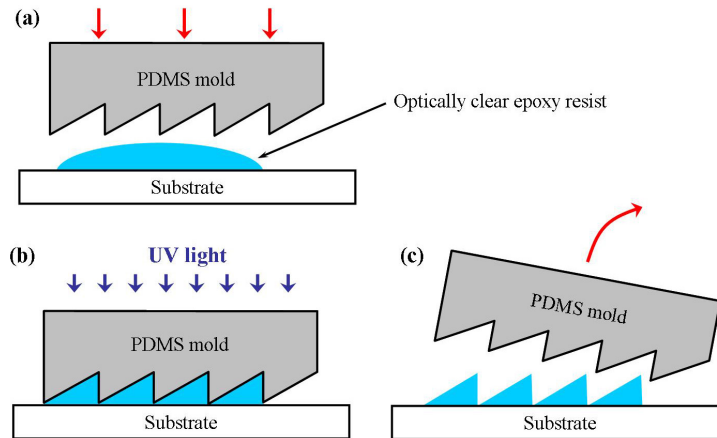 (a)
PDMS mold
Optically clear epoxy resist
Substrate
(b)
UV light
PDMS mold
Substrate
(c)
PDMS mold
Substrate